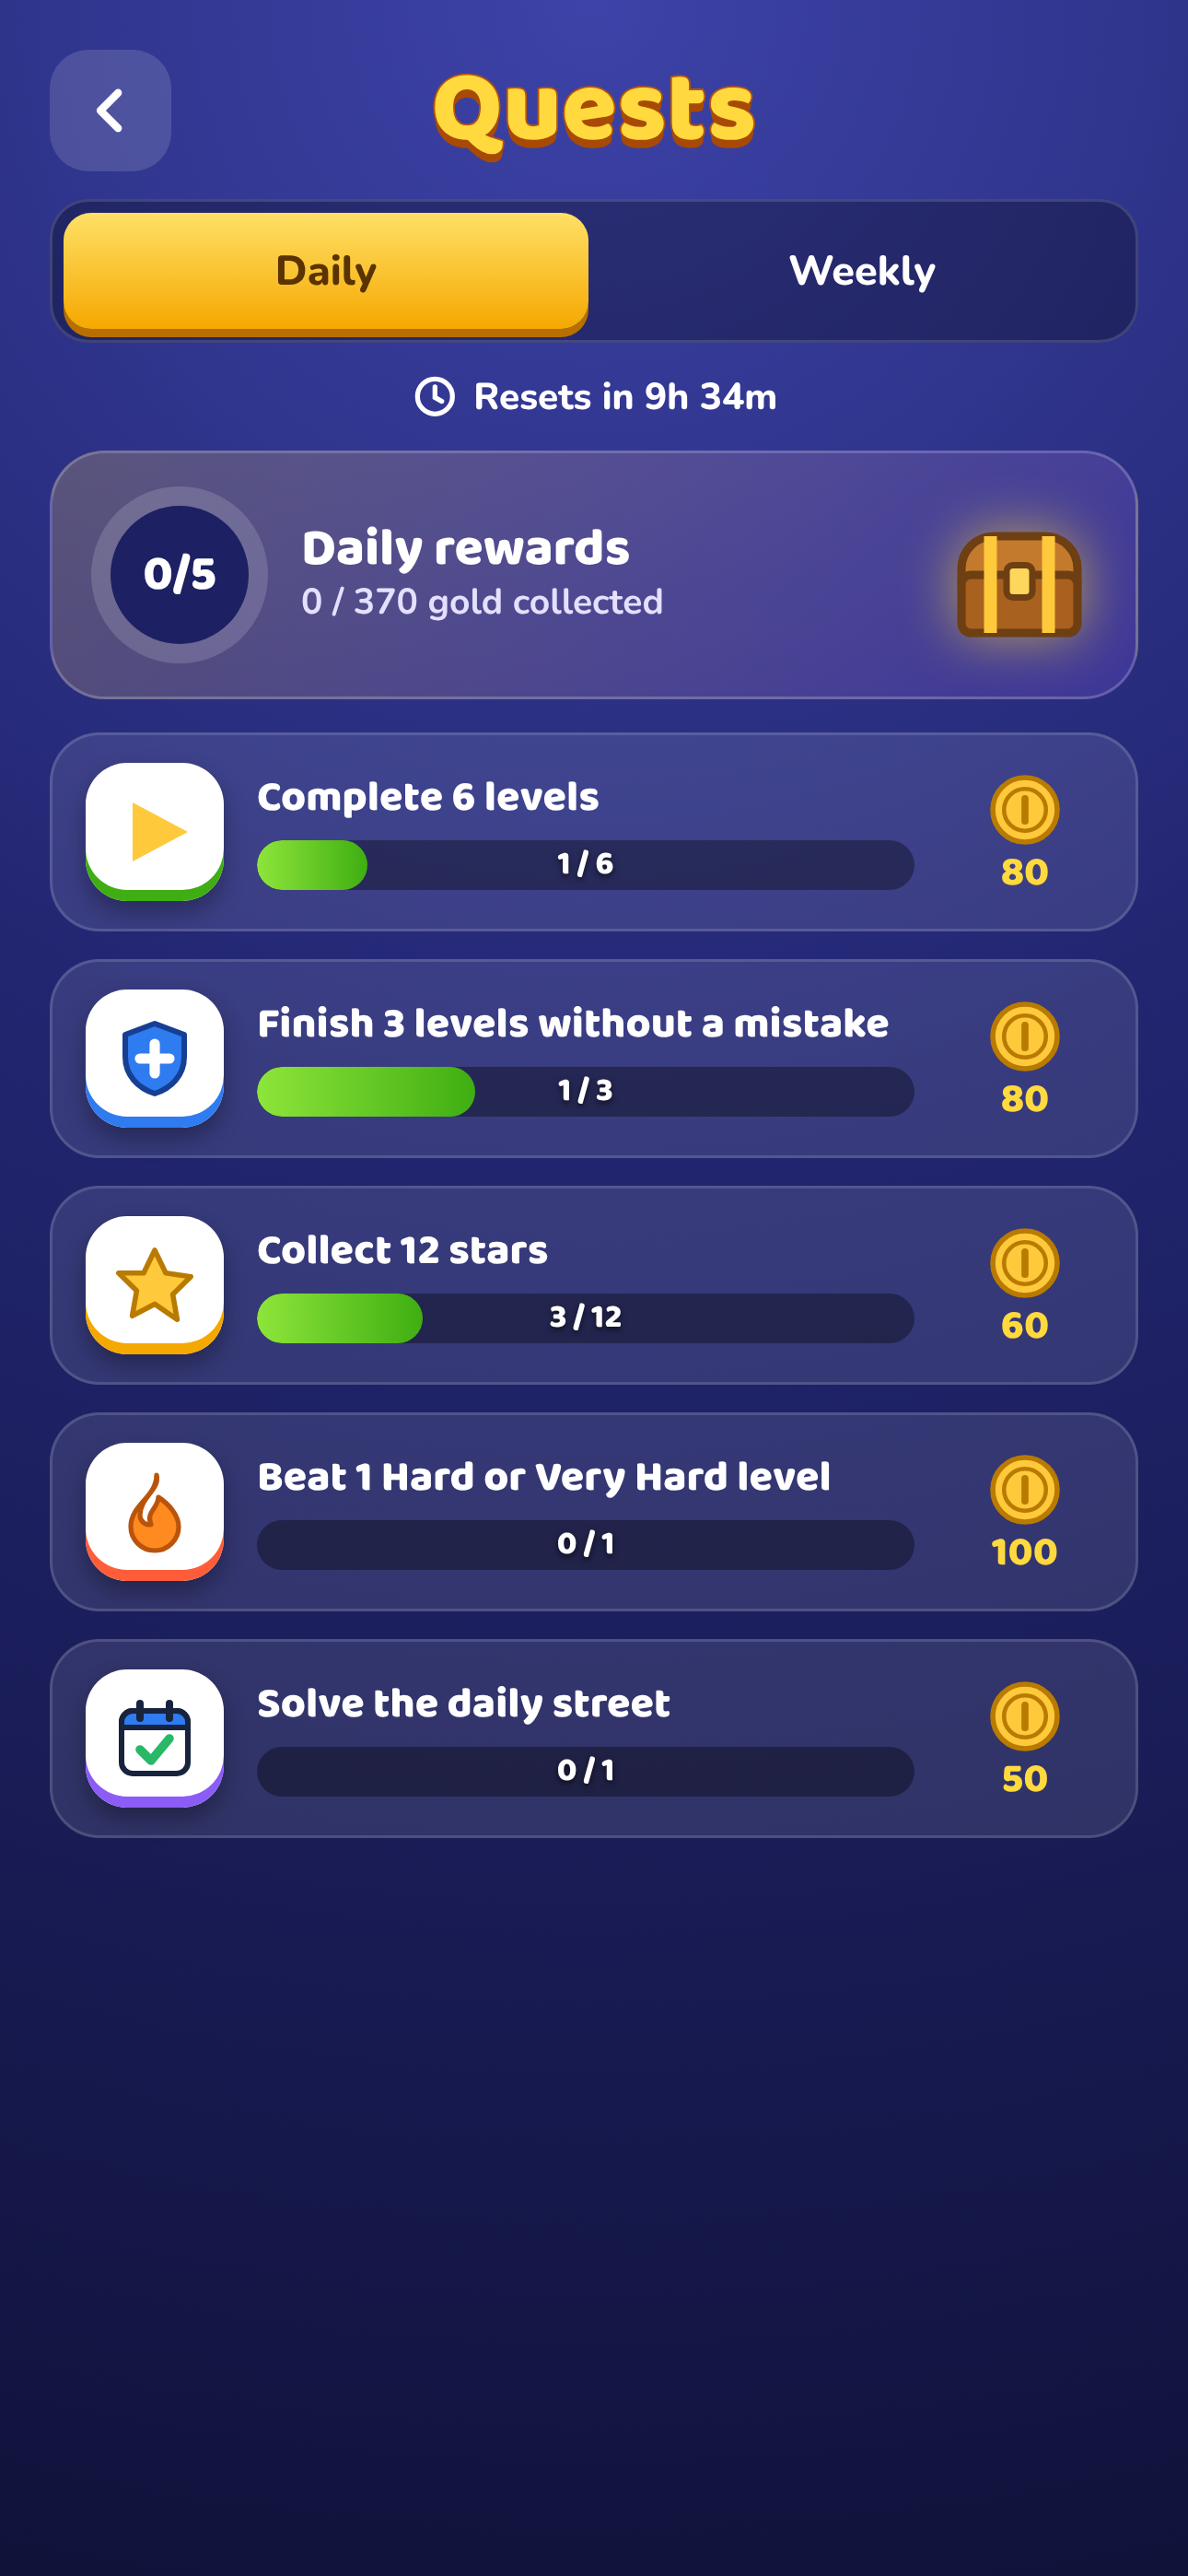 Quests
Daily
Weekly
Resets in 9h 34m
0/5
Daily rewards
0 / 370 gold collected
Complete 6 levels
1 / 6
80
Finish 3 levels without a mistake
1 / 3
80
Collect 12 stars
3 / 12
60
Beat 1 Hard or Very Hard level
0 / 1
100
Solve the daily street
0 / 1
50